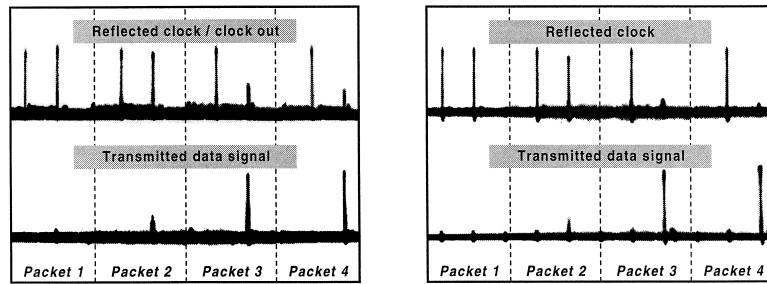 Reflected clock / clock out
Transmitted data signal
Packet 1 Packet 2 Packet 3 Packet 4
Reflected clock
Transmitted data signal
Packet 1 Packet 2 Packet 3 Packet 4